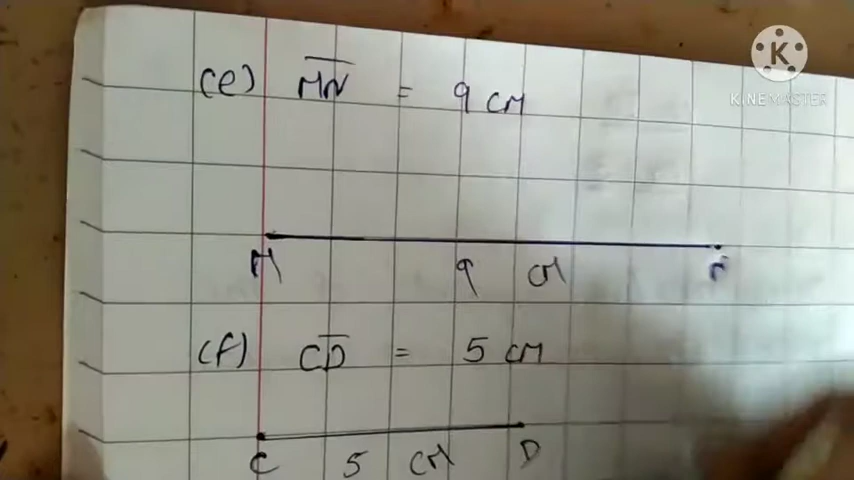 (e) MN = 9 CM
M 9 CM N
(f) CD = 5 CM
C 5 CM D
K
KINEMASTER